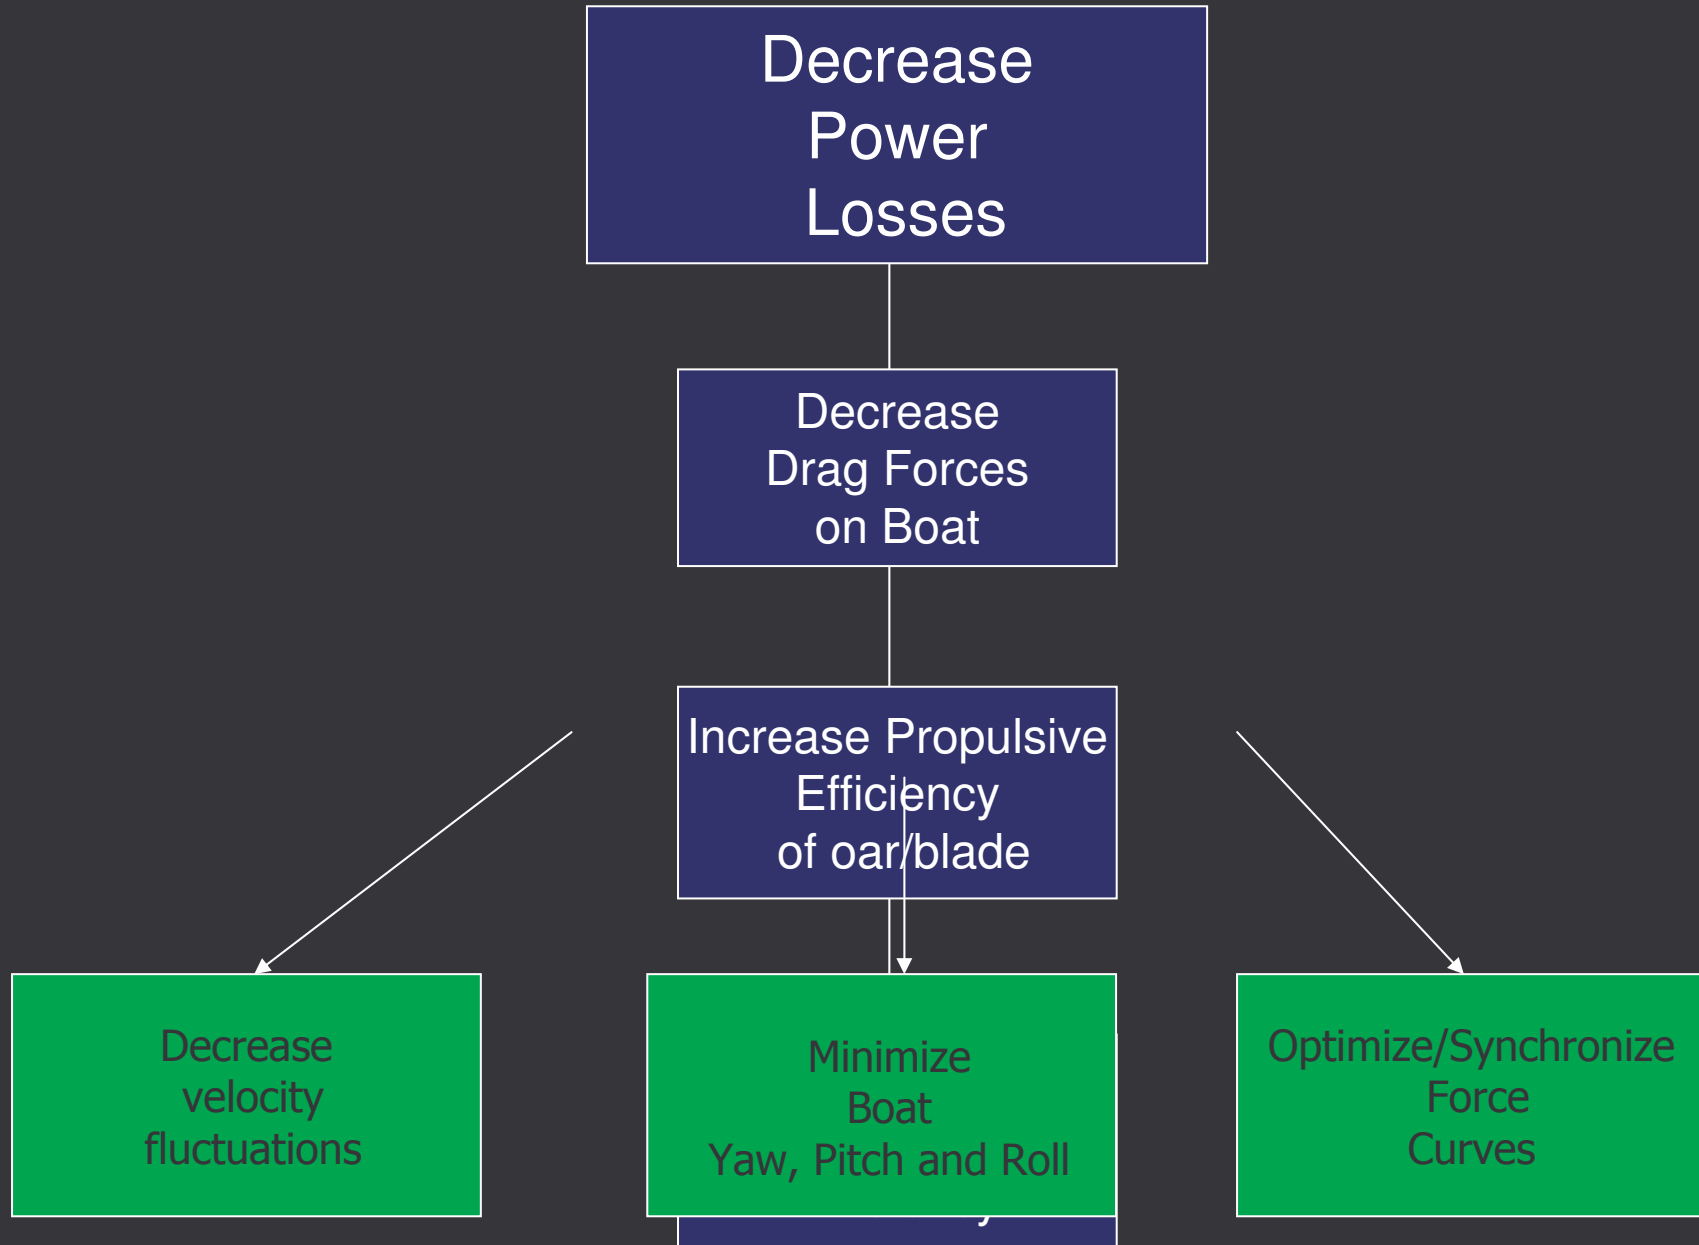 Decrease
Power
Losses
Decrease
Drag Forces
on Boat
Increase Propulsive
Efficiency
of oar/blade
Decrease
velocity
fluctuations
Minimize
Boat
Yaw, Pitch and Roll
Optimize/Synchronize
Force
Curves